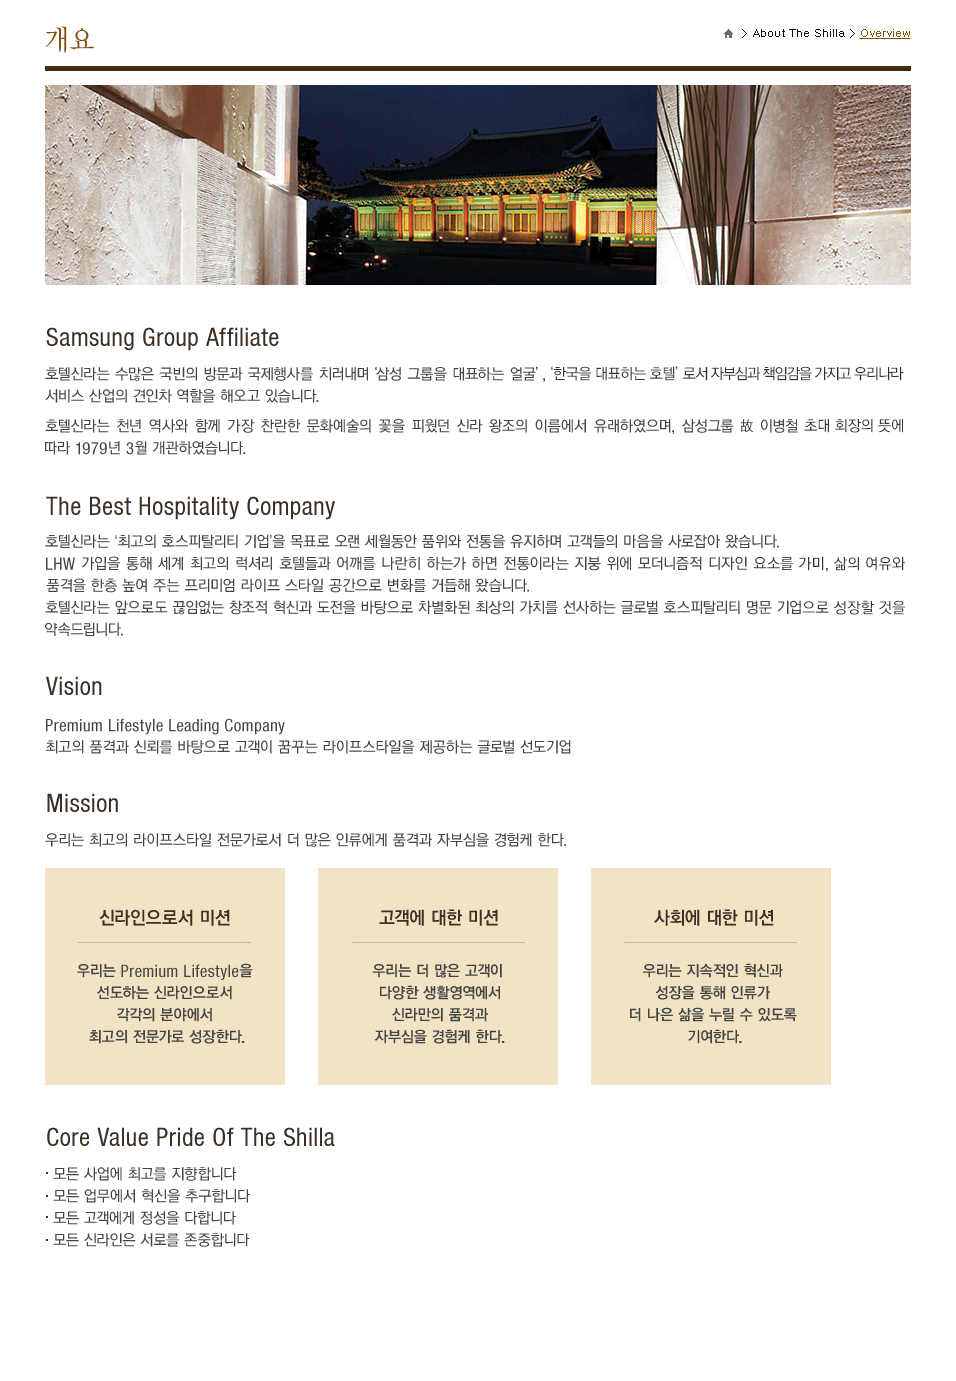 개요
About The Shilla > Overview
Samsung Group Affiliate
호텔신라는 수많은 국빈의 방문과 국제행사를 치러내며 ‘삼성 그룹을 대표하는 얼굴’ , ‘한국을 대표하는 호텔’ 로서 자부심과 책임감을 가지고 우리나라
서비스 산업의 견인차 역할을 해오고 있습니다.
호텔신라는 천년 역사와 함께 가장 찬란한 문화예술의 꽃을 피웠던 신라 왕조의 이름에서 유래하였으며, 삼성그룹 故 이병철 초대 회장의 뜻에
따라 1979년 3월 개관하였습니다.
The Best Hospitality Company
호텔신라는 ‘최고의 호스피탈리티 기업’을 목표로 오랜 세월동안 품위와 전통을 유지하며 고객들의 마음을 사로잡아 왔습니다.
LHW 가입을 통해 세계 최고의 럭셔리 호텔들과 어깨를 나란히 하는가 하면 전통이라는 지붕 위에 모더니즘적 디자인 요소를 가미, 삶의 여유와
품격을 한층 높여 주는 프리미엄 라이프 스타일 공간으로 변화를 거듭해 왔습니다.
호텔신라는 앞으로도 끊임없는 창조적 혁신과 도전을 바탕으로 차별화된 최상의 가치를 선사하는 글로벌 호스피탈리티 명문 기업으로 성장할 것을
약속드립니다.
Vision
Premium Lifestyle Leading Company
최고의 품격과 신뢰를 바탕으로 고객이 꿈꾸는 라이프스타일을 제공하는 글로벌 선도기업
Mission
우리는 최고의 라이프스타일 전문가로서 더 많은 인류에게 품격과 자부심을 경험케 한다.
신라인으로서 미션
우리는 Premium Lifestyle을
선도하는 신라인으로서
각각의 분야에서
최고의 전문가로 성장한다.
고객에 대한 미션
우리는 더 많은 고객이
다양한 생활영역에서
신라만의 품격과
자부심을 경험케 한다.
사회에 대한 미션
우리는 지속적인 혁신과
성장을 통해 인류가
더 나은 삶을 누릴 수 있도록
기여한다.
Core Value Pride Of The Shilla
· 모든 사업에 최고를 지향합니다
· 모든 업무에서 혁신을 추구합니다
· 모든 고객에게 정성을 다합니다
· 모든 신라인은 서로를 존중합니다